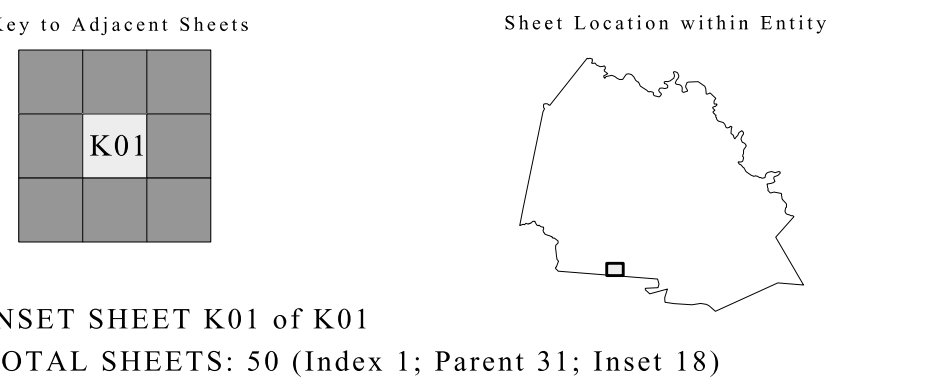 ey to Adjacent Sheets
Sheet Location within Entity
K01
NSET SHEET K01 of K01
OTAL SHEETS: 50 (Index 1; Parent 31; Inset 18)